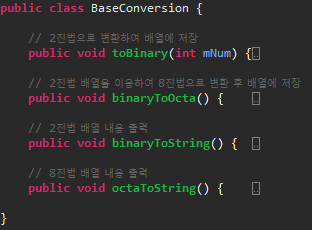 public class BaseConversion {
// 2진법으로 변환하여 배열에 저장
public void toBinary(int mNum) {
// 2진법 배열을 이용하여 8진법으로 변환 후 배열에 저장
public void binaryToOcta() {
// 2진법 배열 내용 출력
public void binaryToString() {
// 8진법 배열 내용 출력
public void octaToString() {
}